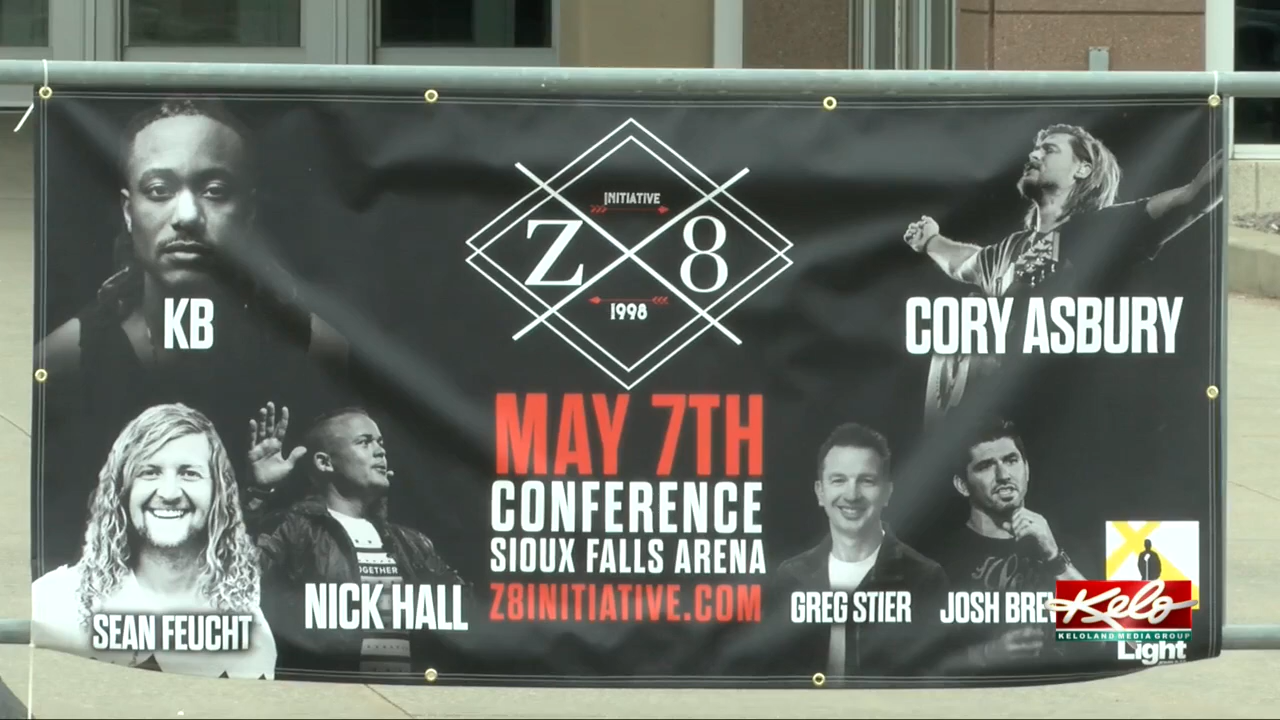 INITIATIVE
Z 8
1998
KB
CORY ASBURY
MAY 7TH
CONFERENCE
SIOUX FALLS ARENA
Z8INITIATIVE.COM
SEAN FEUCHT
NICK HALL
GREG STIER
JOSH
Kelo
KELOLAND MEDIA GROUP
Light